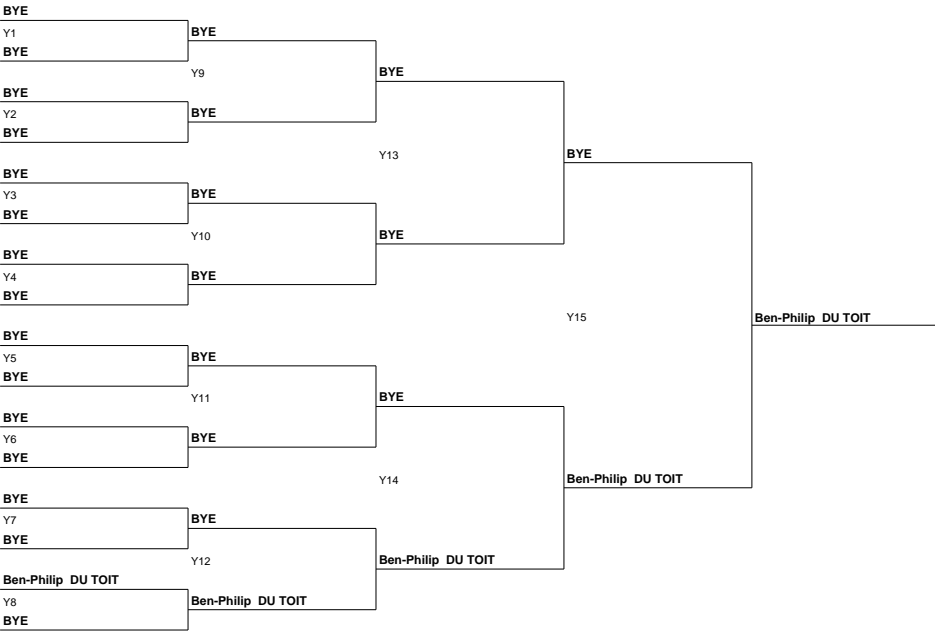 BYE
Y1
BYE
BYE
Y9
BYE
BYE
Y2
BYE
BYE
Y13
BYE
BYE
Y3
BYE
BYE
Y10
BYE
BYE
Y4
BYE
BYE
Y15
Ben-Philip DU TOIT
BYE
Y5
BYE
BYE
Y11
BYE
BYE
Y6
BYE
BYE
Y14
Ben-Philip DU TOIT
BYE
Y7
BYE
BYE
Y12
Ben-Philip DU TOIT
Ben-Philip DU TOIT
Y8
Ben-Philip DU TOIT
BYE